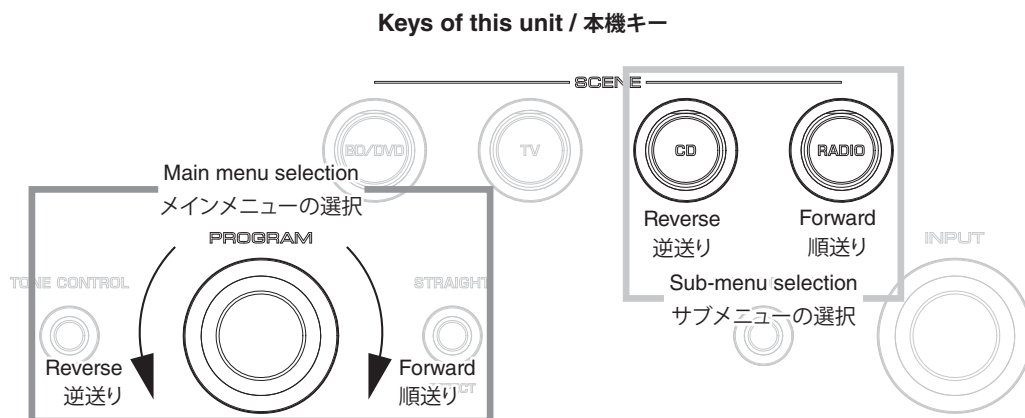 Keys of this unit / 本機キー
SCENE
BD/DVD
TV
CD
RADIO
Main menu selection
メインメニューの選択
Reverse
逆送り
Forward
順送り
PROGRAM
INPUT
TONE CONTROL
STRAIGHT
Sub-menu selection
サブメニューの選択
Reverse
逆送り
Forward
順送り